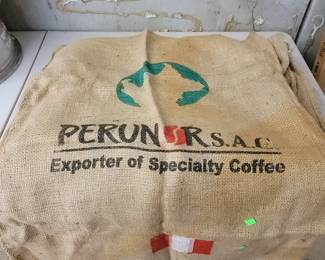 PERUNOR S.A.C.
Exporter of Specialty Coffee